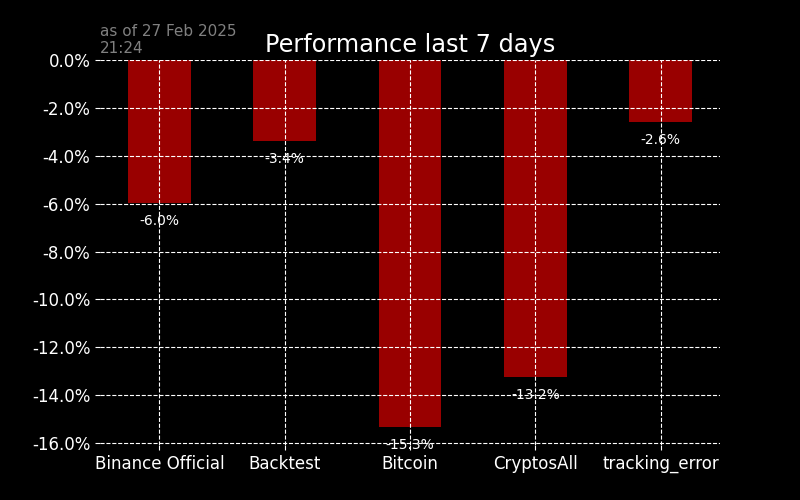 as of 27 Feb 2025
21:24
Performance last 7 days
0.0%
-2.0%
-4.0%
-6.0%
-8.0%
-10.0%
-12.0%
-14.0%
-16.0%
-6.0%
-3.4%
-15.3%
-13.2%
-2.6%
Binance Official
Backtest
Bitcoin
CryptosAll
tracking_error